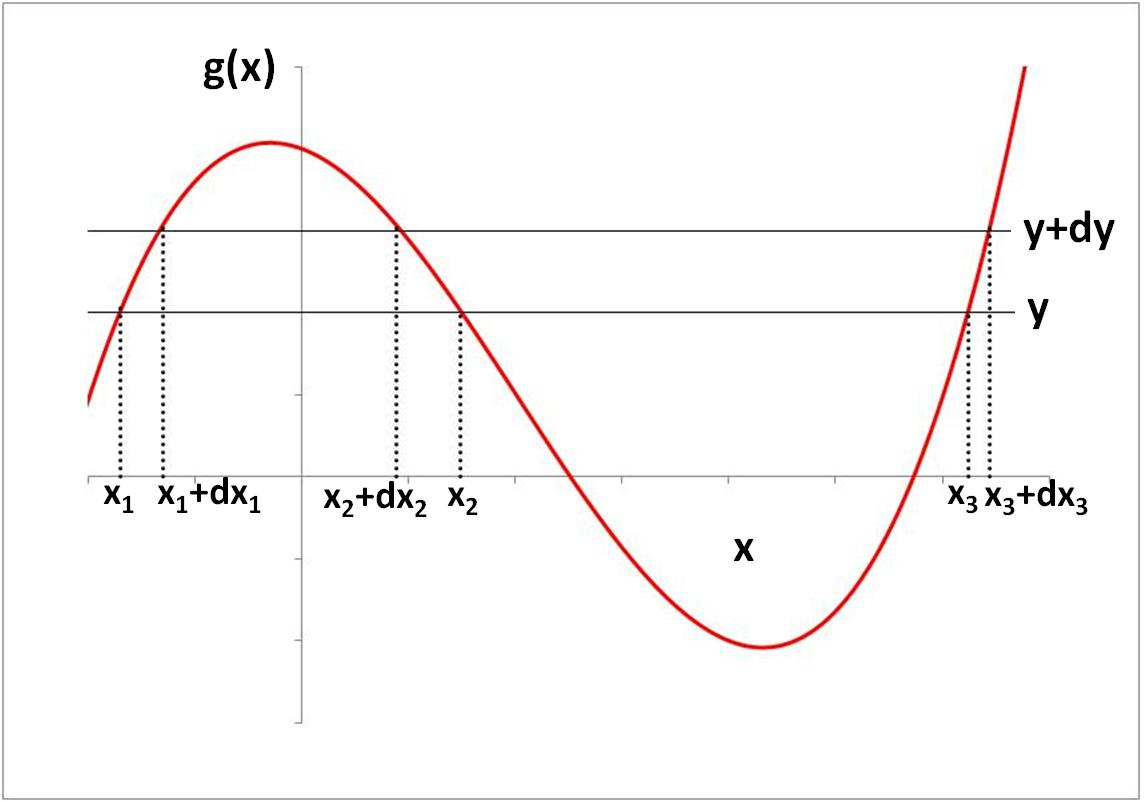 g(x)
y+dy
y
x₁ x₁+dx₁ x₂+dx₂ x₂ x₃ x₃+dx₃
x